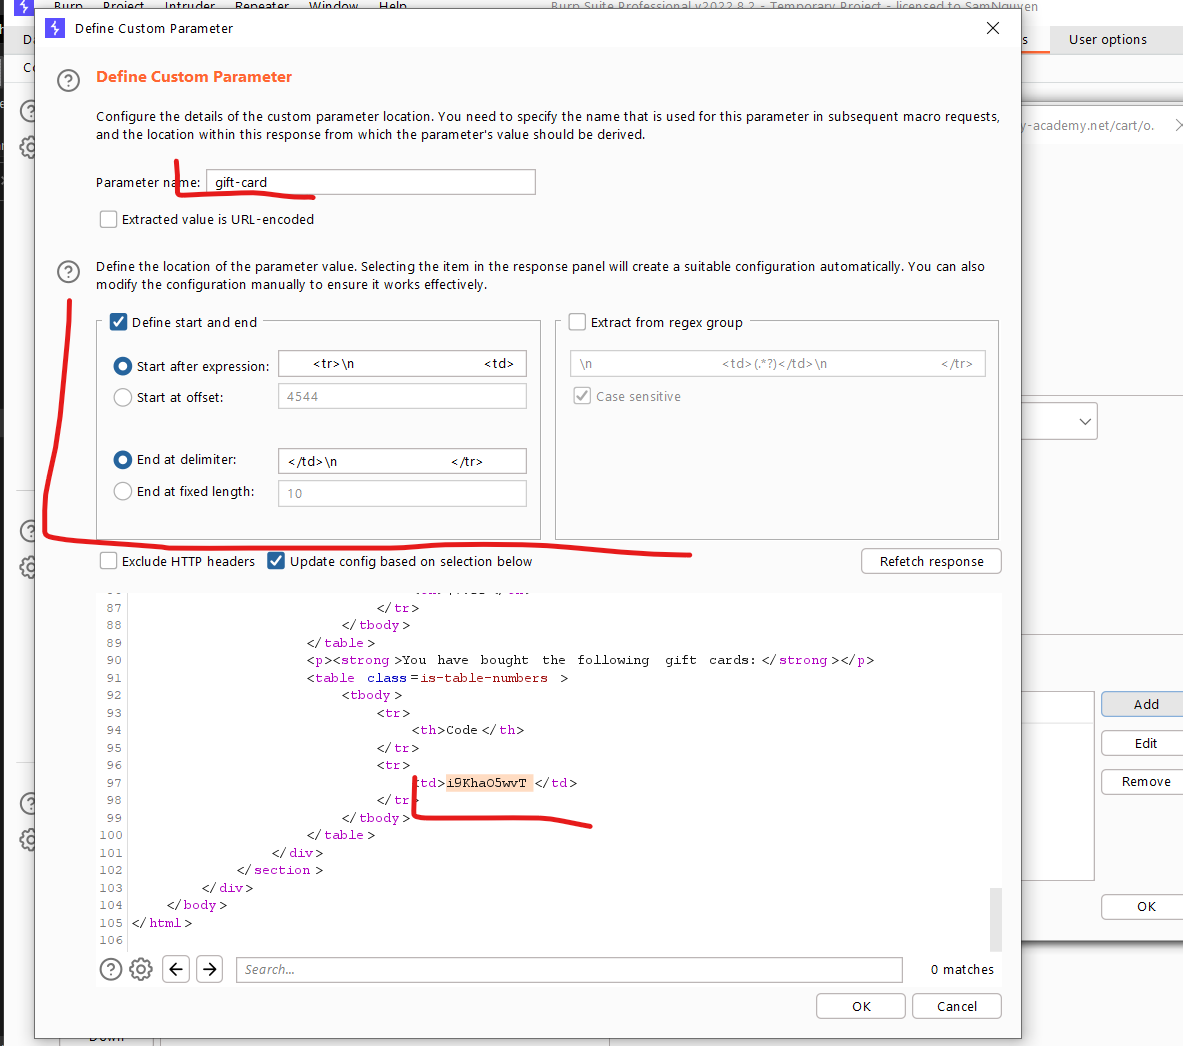 Burp Project Intruder Repeater Window Help Burp Suite Professional v2022.8.2 - Temporary Project - licensed to SamNguyen
Define Custom Parameter
User options
Define Custom Parameter
Configure the details of the custom parameter location. You need to specify the name that is used for this parameter in subsequent macro requests,
and the location within this response from which the parameter's value should be derived.
y-academy.net/cart/o.
Parameter name: gift-card
Extracted value is URL-encoded
Define the location of the parameter value. Selecting the item in the response panel will create a suitable configuration automatically. You can also
modify the configuration manually to ensure it works effectively.
Define start and end
Extract from regex group
Start after expression: <tr>\n <td>
\n <td>(.*?)</td>\n </tr>
Start at offset: 4544
Case sensitive
End at delimiter: </td>\n </tr>
End at fixed length: 10
Exclude HTTP headers Update config based on selection below Refetch response
87 </tr>
88 </tbody>
89 </table>
90 <p><strong>You have bought the following gift cards:</strong></p>
91 <table class=is-table-numbers>
92 <tbody>
93 <tr>
94 <th>Code</th>
95 </tr>
96 <tr>
97 <td>i9KhaO5wvT</td>
98 </tr>
99 </tbody>
100 </table>
101 </div>
102 </section>
103 </div>
104 </body>
105 </html>
106
Add
Edit
Remove
OK
Search...
0 matches
OK Cancel
Down